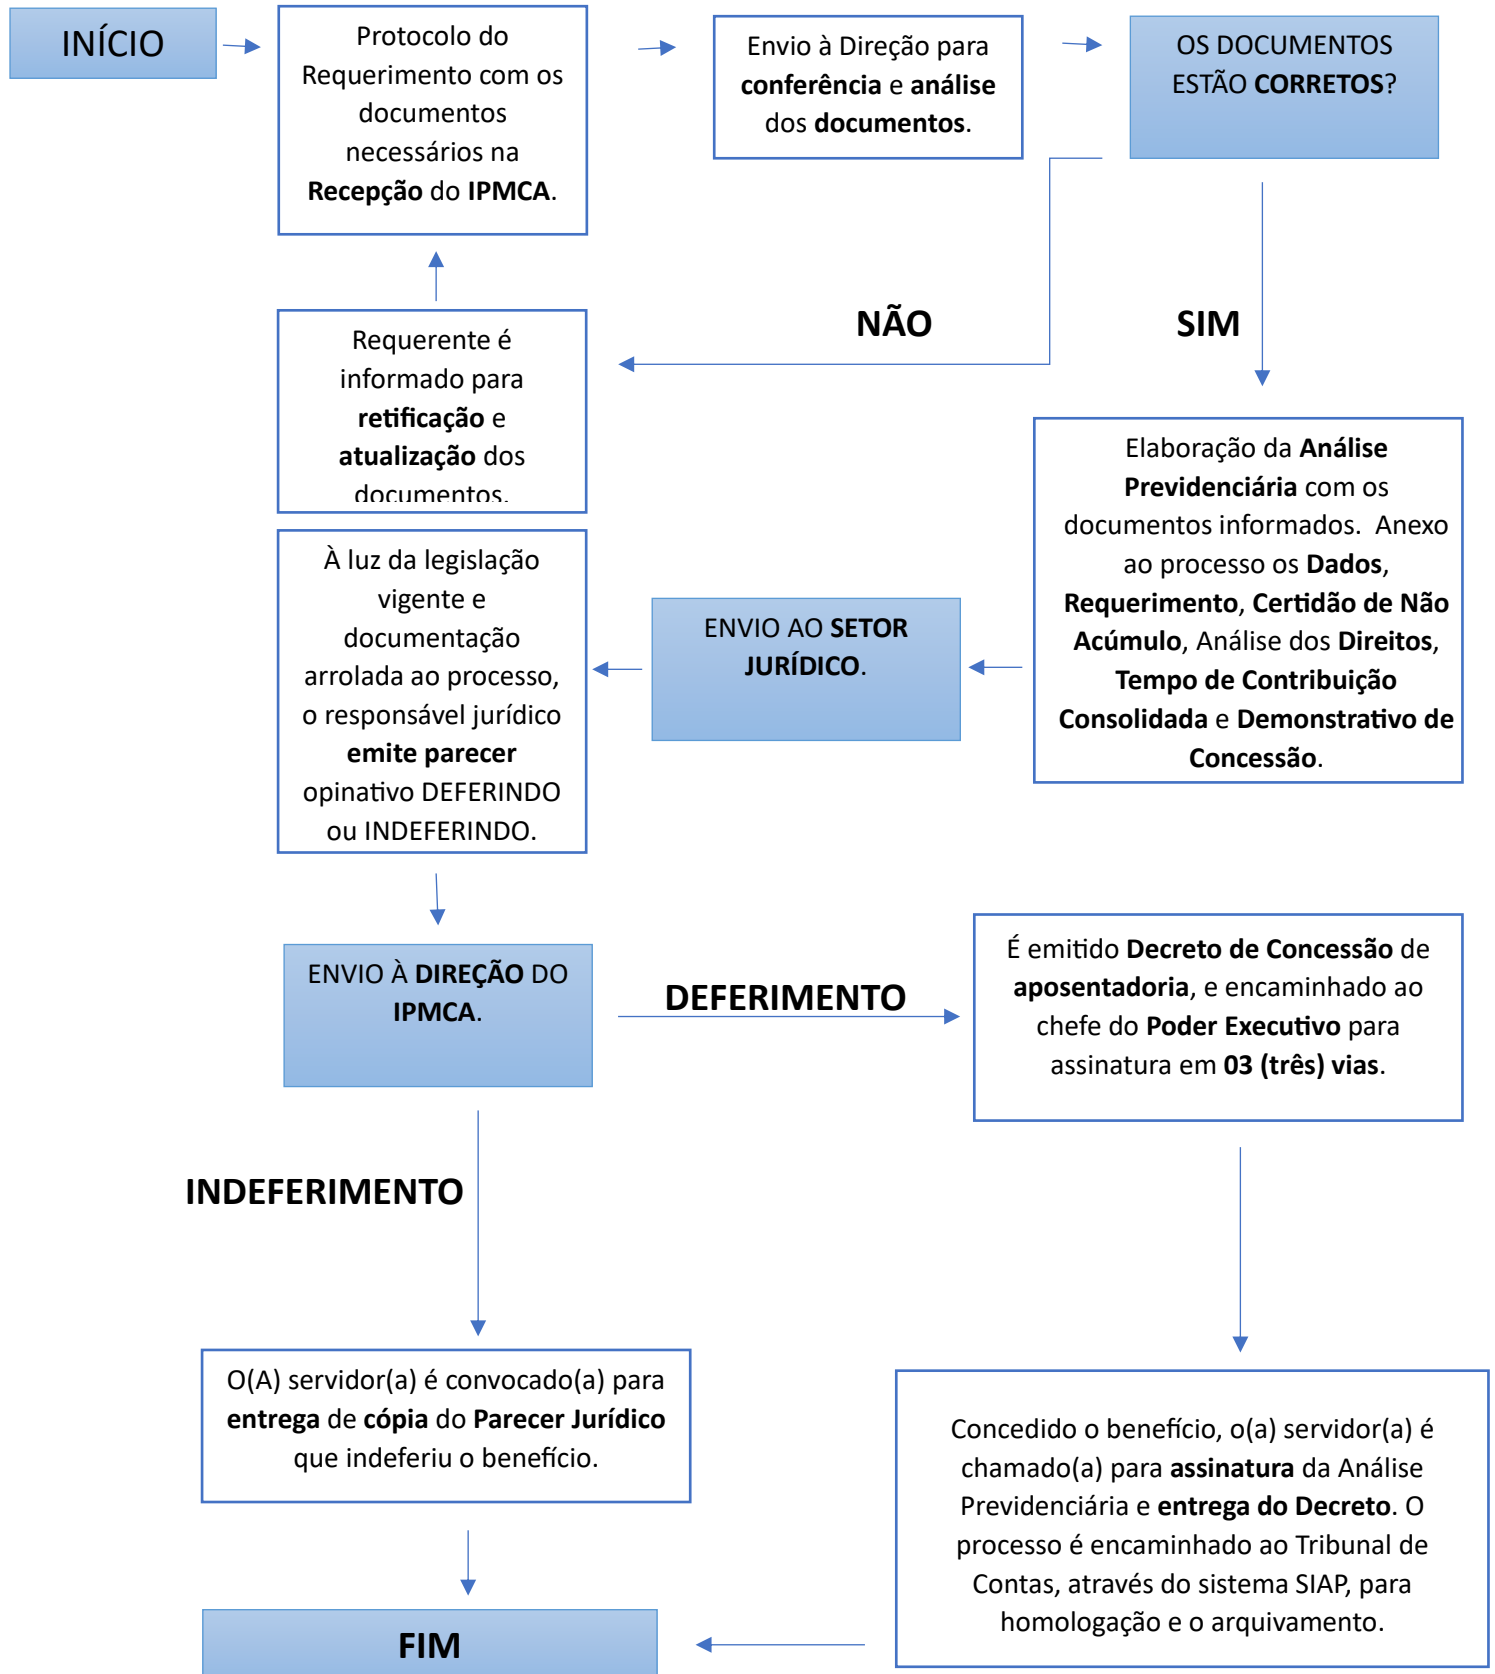 INÍCIO
Protocolo do
Requerimento com os
documentos
necessários na
Recepção do IPMCA.
Envio à Direção para
conferência e análise
dos documentos.
OS DOCUMENTOS
ESTÃO CORRETOS?
NÃO
SIM
Requerente é
informado para
retificação e
atualização dos
documentos.
Elaboração da Análise
Previdenciária com os
documentos informados.  Anexo
ao processo os Dados,
Requerimento, Certidão de Não
Acúmulo, Análise dos Direitos,
Tempo de Contribuição
Consolidada e Demonstrativo de
Concessão.
ENVIO AO SETOR
JURÍDICO.
À luz da legislação
vigente e
documentação
arrolada ao processo,
o responsável jurídico
emite parecer
opinativo DEFERINDO
ou INDEFERINDO.
ENVIO À DIREÇÃO DO
IPMCA.
DEFERIMENTO
É emitido Decreto de Concessão de
aposentadoria, e encaminhado ao
chefe do Poder Executivo para
assinatura em 03 (três) vias.
INDEFERIMENTO
O(A) servidor(a) é convocado(a) para
entrega de cópia do Parecer Jurídico
que indeferiu o benefício.
Concedido o benefício, o(a) servidor(a) é
chamado(a) para assinatura da Análise
Previdenciária e entrega do Decreto. O
processo é encaminhado ao Tribunal de
Contas, através do sistema SIAP, para
homologação e o arquivamento.
FIM